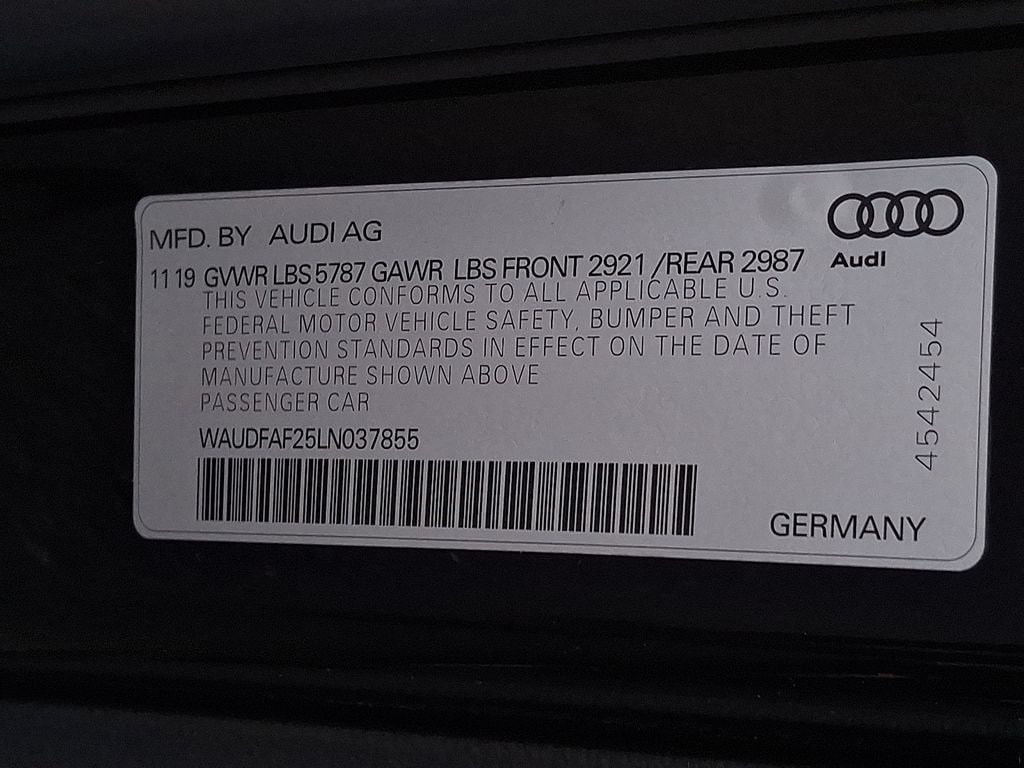 MFD. BY AUDI AG
Audi
11 19 GVWR LBS 5787 GAWR LBS FRONT 2921 /REAR 2987
THIS VEHICLE CONFORMS TO ALL APPLICABLE U.S.
FEDERAL MOTOR VEHICLE SAFETY, BUMPER AND THEFT
PREVENTION STANDARDS IN EFFECT ON THE DATE OF
MANUFACTURE SHOWN ABOVE
PASSENGER CAR
WAUDFAF25LN037855
4542454
GERMANY